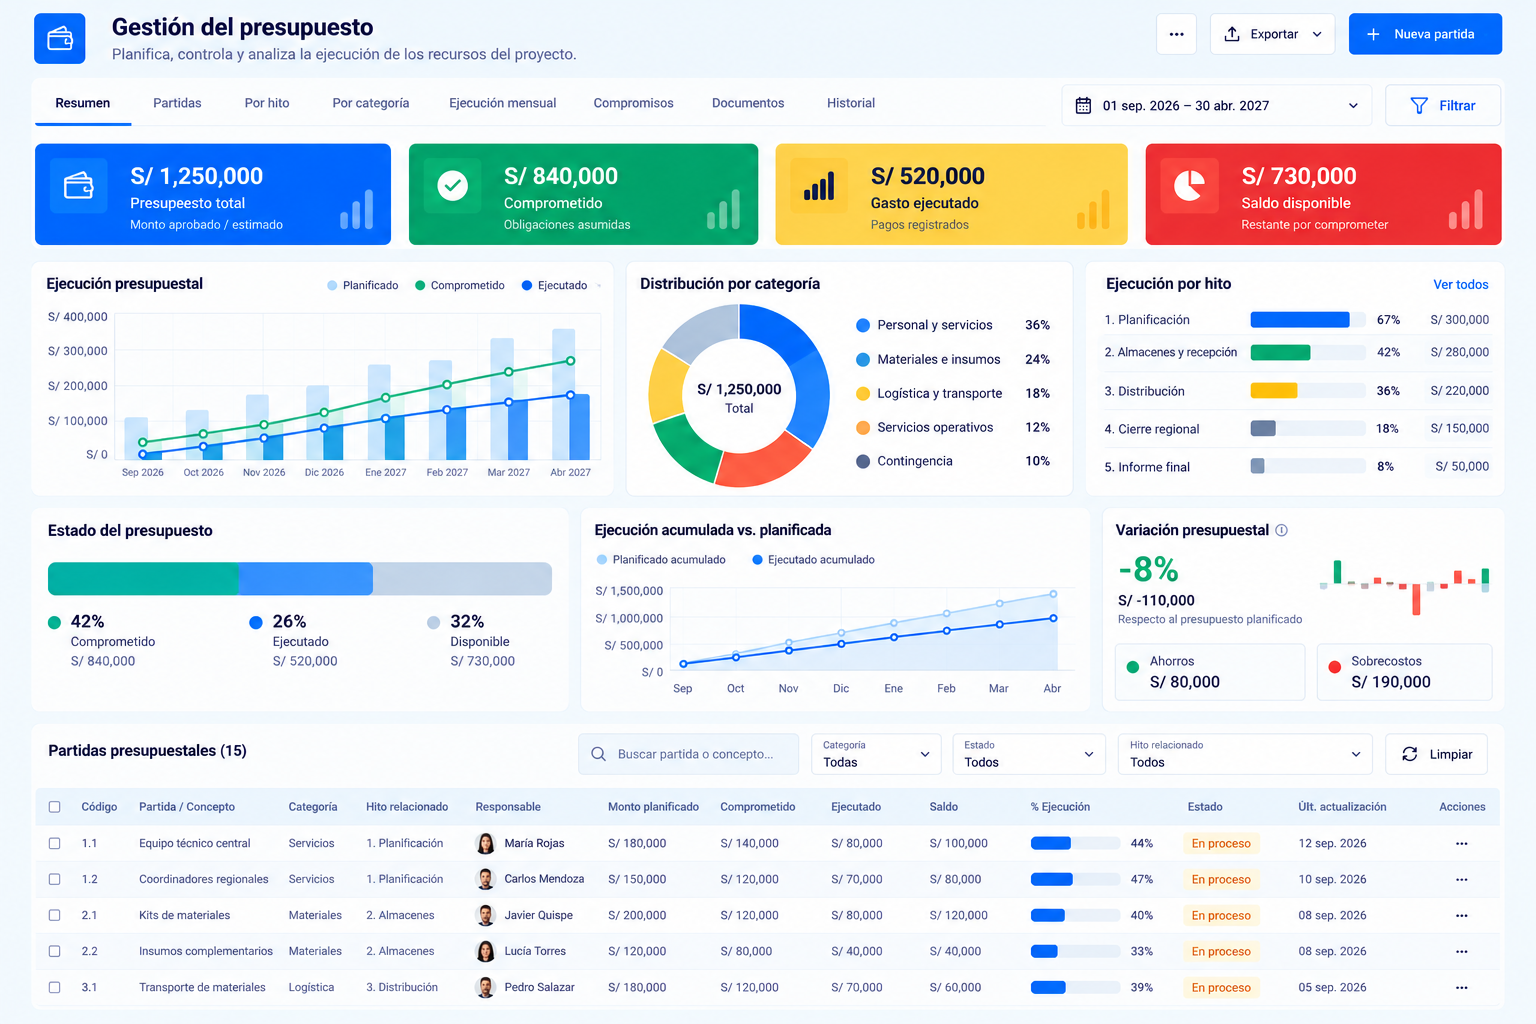 Gestión del presupuesto
Planifica, controla y analiza la ejecución de los recursos del proyecto.
Exportar
+ Nueva partida
Resumen Partidas Por hito Por categoría Ejecución mensual Compromisos Documentos Historial
01 sep. 2026 – 30 abr. 2027
Filtrar
S/ 1,250,000
Presupeesto total
Monto aprobado / estimado
S/ 840,000
Comprometido
Obligaciones asumidas
S/ 520,000
Gasto ejecutado
Pagos registrados
S/ 730,000
Saldo disponible
Restante por comprometer
Ejecución presupuestal
Planificado Comprometido Ejecutado
S/ 400,000
S/ 300,000
S/ 200,000
S/ 100,000
S/ 0
Sep 2026 Oct 2026 Nov 2026 Dic 2026 Ene 2027 Feb 2027 Mar 2027 Abr 2027
Distribución por categoría
S/ 1,250,000
Total
Personal y servicios 36%
Materiales e insumos 24%
Logística y transporte 18%
Servicios operativos 12%
Contingencia 10%
Ejecución por hito Ver todos
1. Planificación 67% S/ 300,000
2. Almacenes y recepción 42% S/ 280,000
3. Distribución 36% S/ 220,000
4. Cierre regional 18% S/ 150,000
5. Informe final 8% S/ 50,000
Estado del presupuesto
42%
Comprometido
S/ 840,000
26%
Ejecutado
S/ 520,000
32%
Disponible
S/ 730,000
Ejecución acumulada vs. planificada
Planificado acumulado Ejecutado acumulado
S/ 1,500,000
S/ 1,000,000
S/ 500,000
S/ 0
Sep Oct Nov Dic Ene Feb Mar Abr
Variación presupuestal
-8%
S/ -110,000
Respecto al presupuesto planificado
Ahorros
S/ 80,000
Sobrecostos
S/ 190,000
Partidas presupuestales (15)
Buscar partida o concepto...
Categoría
Todas
Estado
Todos
Hito relacionado
Todos
Limpiar
Código Partida / Concepto Categoría Hito relacionado Responsable Monto planificado Comprometido Ejecutado Saldo % Ejecución Estado Últ. actualización Acciones
1.1 Equipo técnico central Servicios 1. Planificación María Rojas S/ 180,000 S/ 140,000 S/ 80,000 S/ 100,000 44% En proceso 12 sep. 2026
1.2 Coordinadores regionales Servicios 1. Planificación Carlos Mendoza S/ 150,000 S/ 120,000 S/ 70,000 S/ 80,000 47% En proceso 10 sep. 2026
2.1 Kits de materiales Materiales 2. Almacenes Javier Quispe S/ 200,000 S/ 120,000 S/ 80,000 S/ 120,000 40% En proceso 08 sep. 2026
2.2 Insumos complementarios Materiales 2. Almacenes Lucía Torres S/ 120,000 S/ 80,000 S/ 40,000 S/ 40,000 33% En proceso 08 sep. 2026
3.1 Transporte de materiales Logística 3. Distribución Pedro Salazar S/ 180,000 S/ 120,000 S/ 70,000 S/ 60,000 39% En proceso 05 sep. 2026